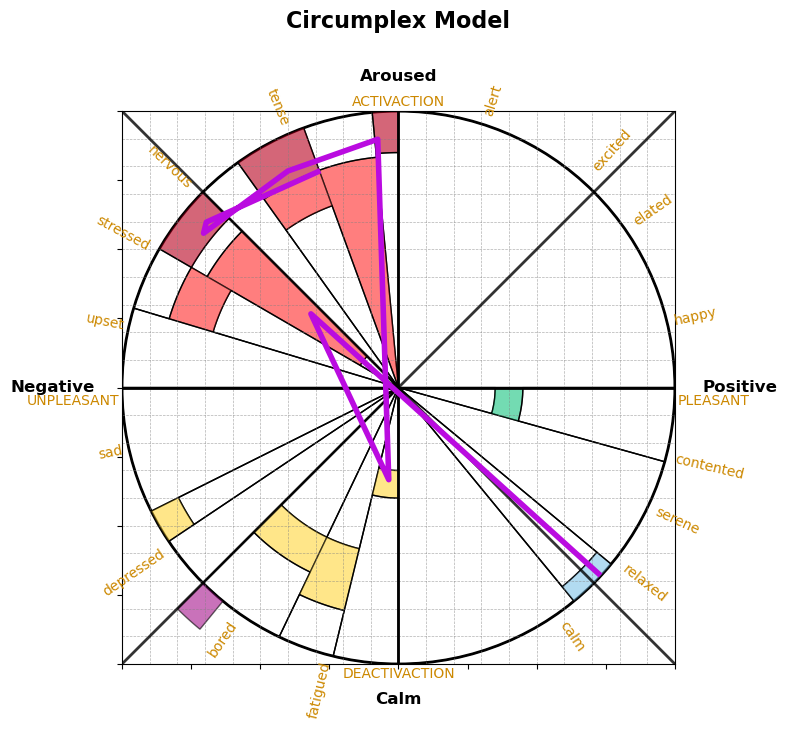 Circumplex Model
Aroused
ACTIVACTION
tense
alert
nervous
excited
stressed
elated
upset
happy
Negative
Positive
UNPLEASANT
PLEASANT
sad
contented
serene
depressed
relaxed
bored
calm
fatigued
DEACTIVACTION
Calm